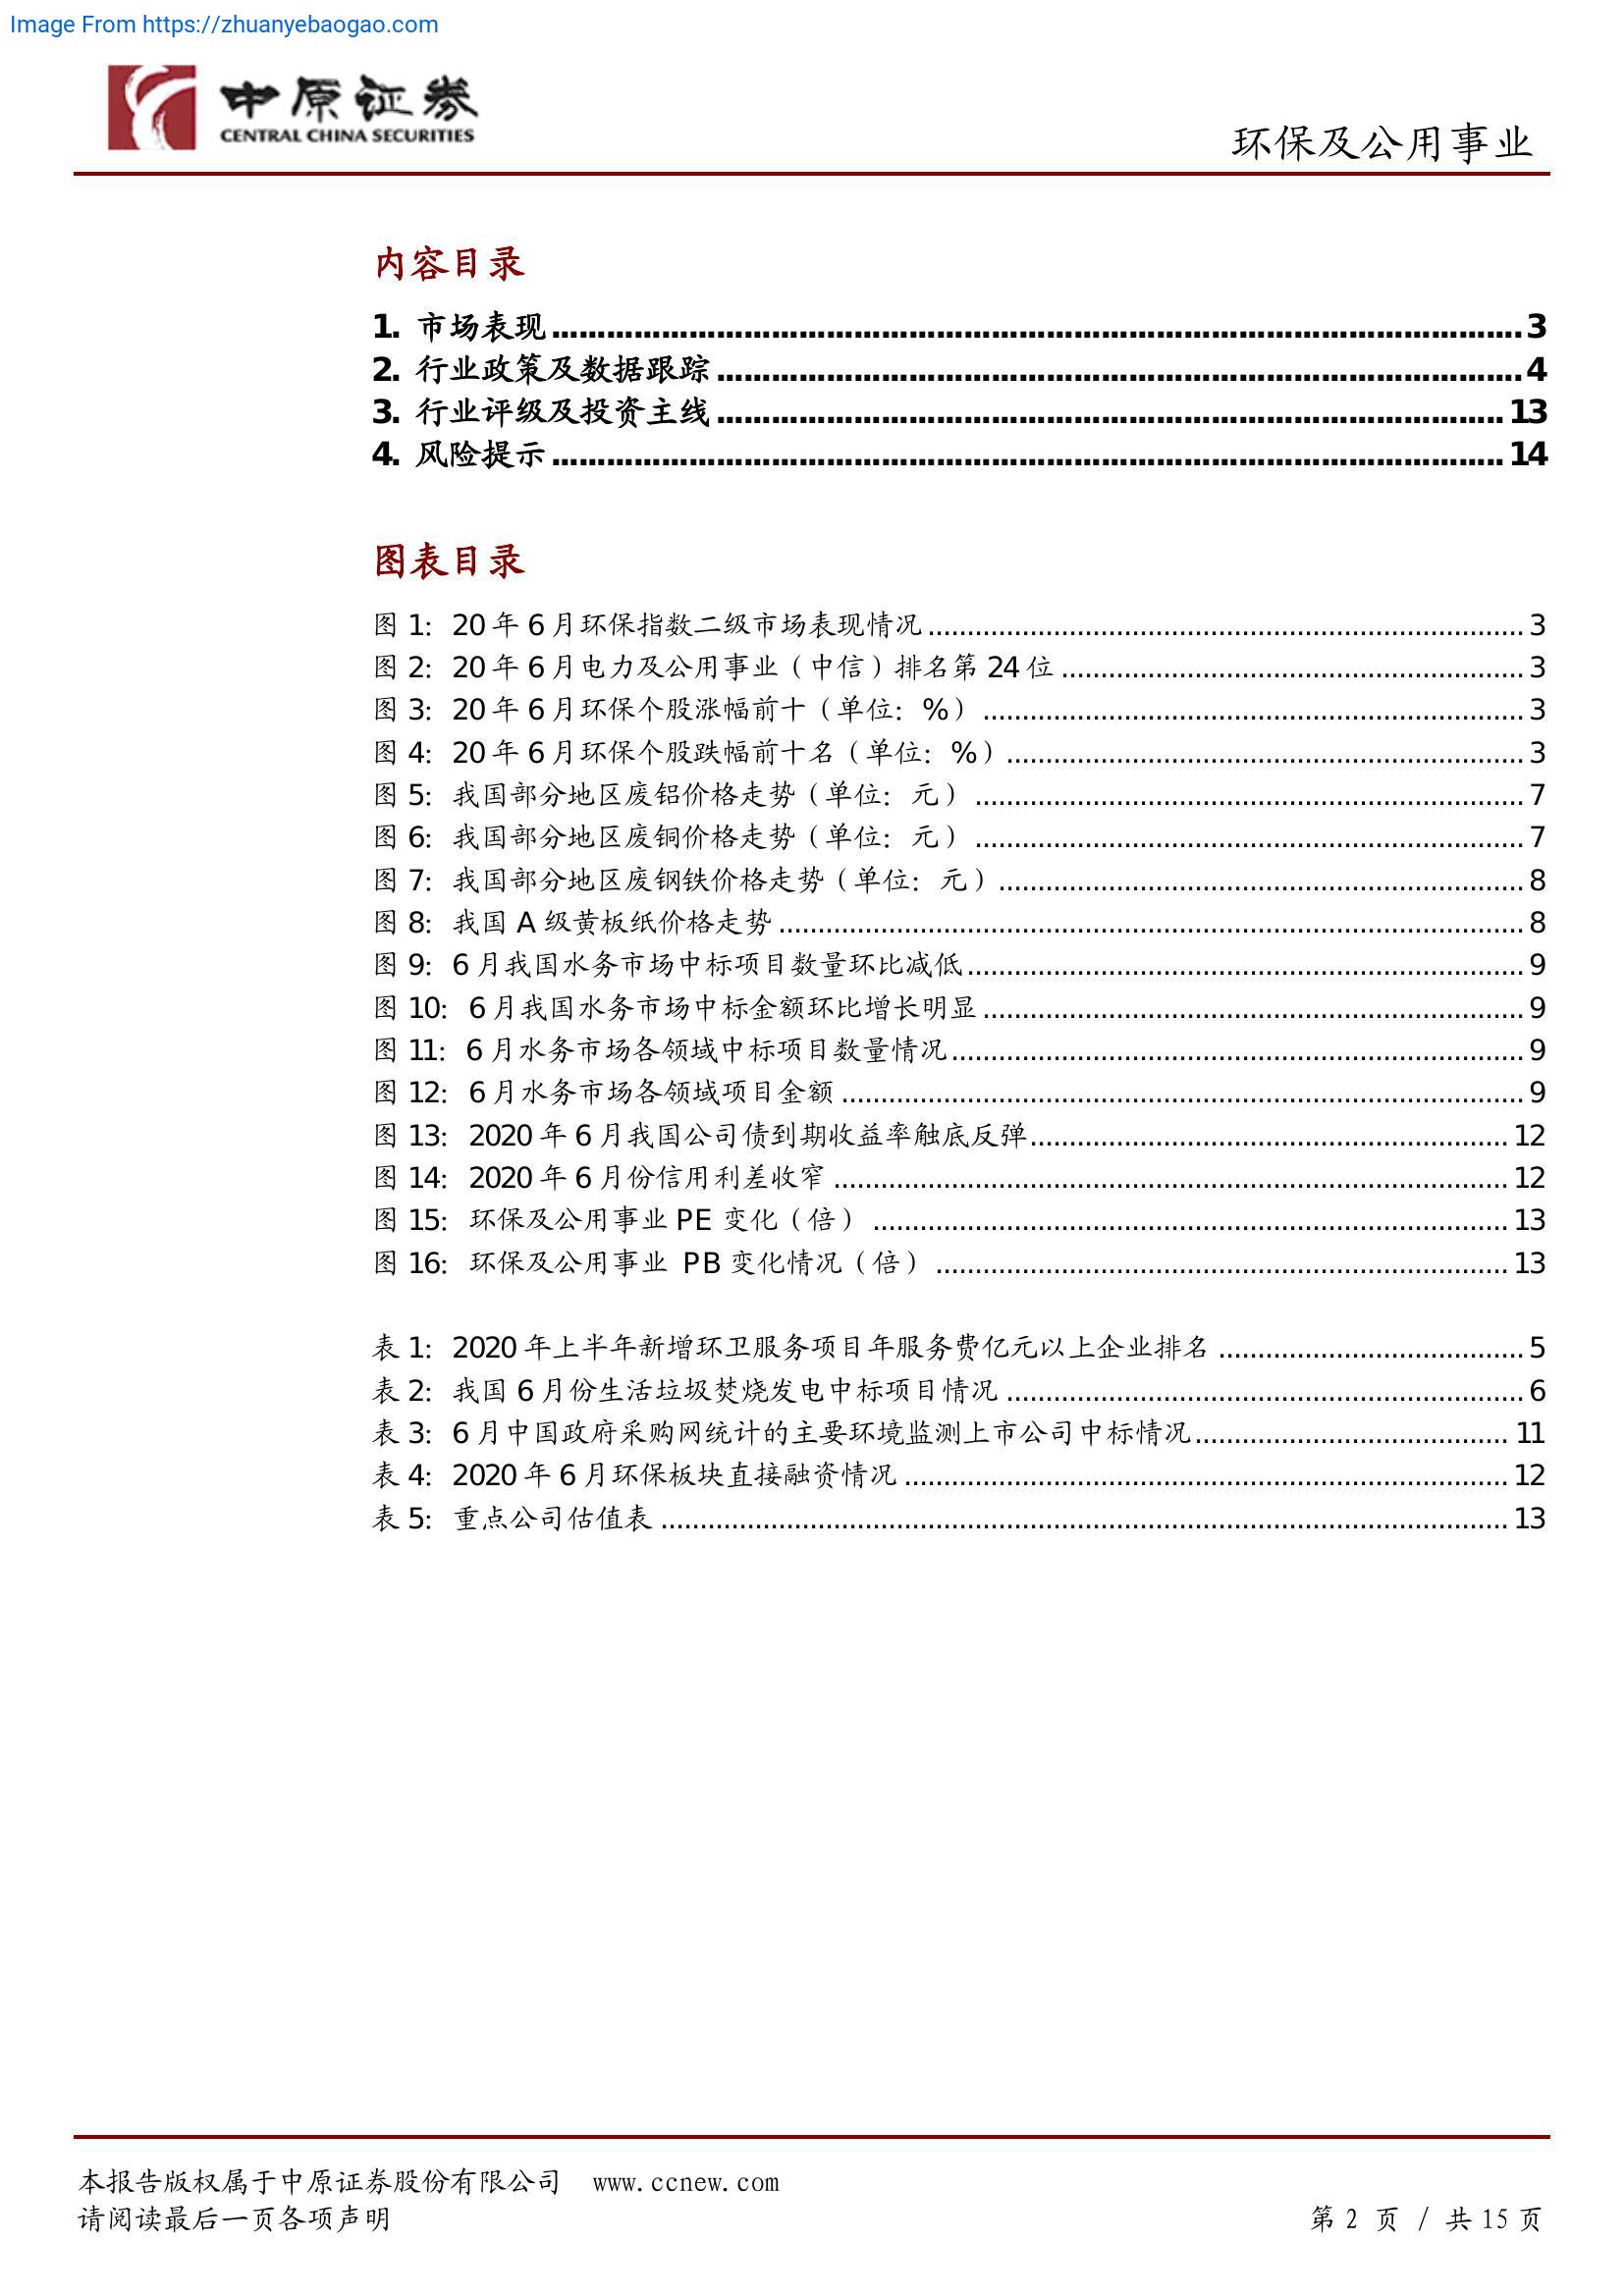 Image From https://zhuanyebaogao.com
中原证券
CENTRAL CHINA SECURITIES
环保及公用事业
内容目录
1. 市场表现........................................................................................................3
2. 行业政策及数据跟踪........................................................................................4
3. 行业评级及投资主线......................................................................................13
4. 风险提示......................................................................................................14
图表目录
图 1: 20 年 6 月环保指数二级市场表现情况............................................................................3
图 2: 20 年 6 月电力及公用事业（中信）排名第 24 位............................................................3
图 3: 20 年 6 月环保个股涨幅前十（单位: %）.....................................................................3
图 4: 20 年 6 月环保个股跌幅前十名（单位: %）..................................................................3
图 5: 我国部分地区废铝价格走势（单位: 元）......................................................................7
图 6: 我国部分地区废铜价格走势（单位: 元）......................................................................7
图 7: 我国部分地区废钢铁价格走势（单位: 元）...................................................................8
图 8: 我国 A 级黄板纸价格走势...............................................................................................8
图 9: 6 月我国水务市场中标项目数量环比减低.......................................................................9
图 10: 6 月我国水务市场中标金额环比增长明显.....................................................................9
图 11: 6 月水务市场各领域中标项目数量情况.........................................................................9
图 12: 6 月水务市场各领域项目金额.......................................................................................9
图 13: 2020 年 6 月我国公司债到期收益率触底反弹.............................................................12
图 14: 2020 年 6 月份信用利差收窄......................................................................................12
图 15: 环保及公用事业 PE 变化（倍）.................................................................................13
图 16: 环保及公用事业 PB 变化情况（倍）.........................................................................13
表 1: 2020 年上半年新增环卫服务项目年服务费亿元以上企业排名.......................................5
表 2: 我国 6 月份生活垃圾焚烧发电中标项目情况..................................................................6
表 3: 6 月中国政府采购网统计的主要环境监测上市公司中标情况........................................11
表 4: 2020 年 6 月环保板块直接融资情况.............................................................................12
表 5: 重点公司估值表............................................................................................................13
本报告版权属于中原证券股份有限公司 www.ccnew.com
请阅读最后一页各项声明 第 2 页 / 共 15 页